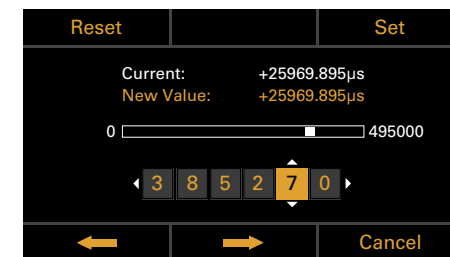 Reset Set
Current: +25969.895µs
New Value: +25969.895µs
0 495000
3 8 5 2 7 0
Cancel